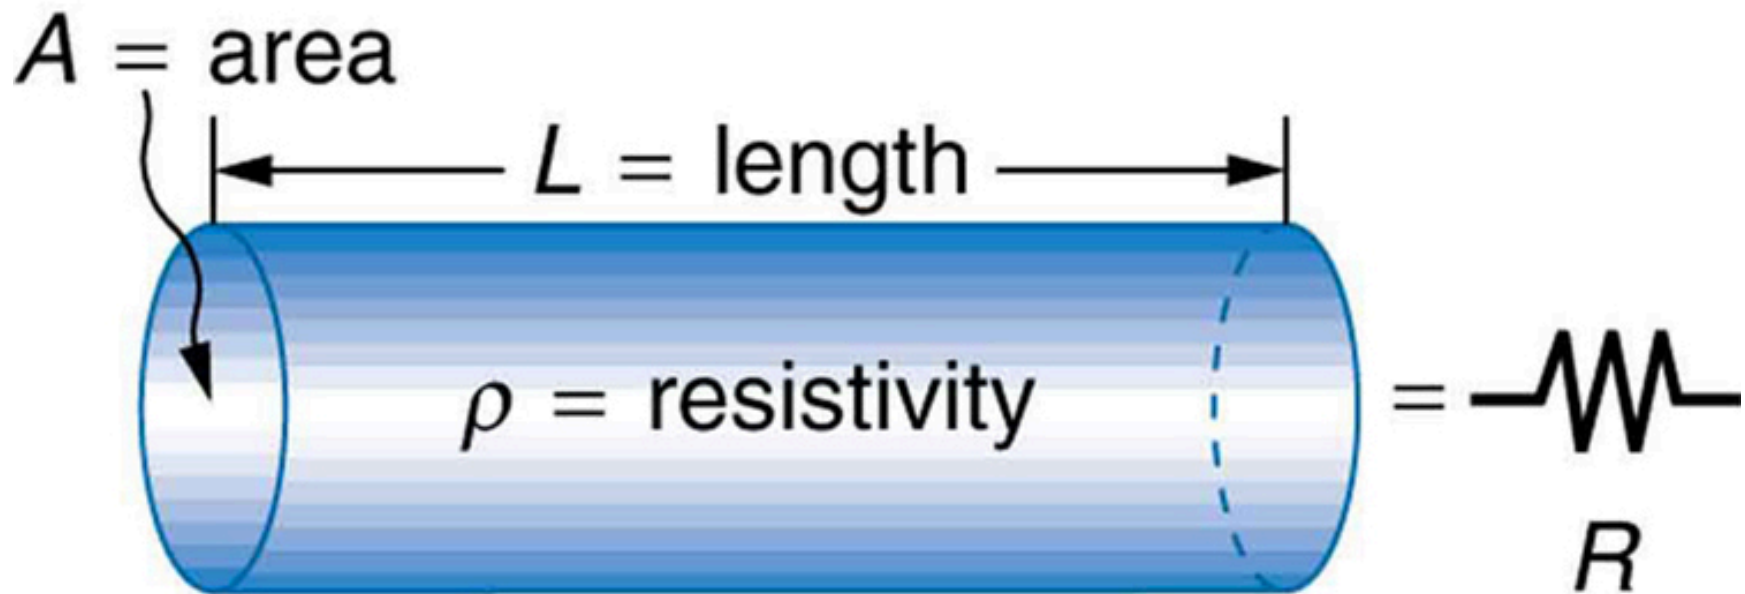 A = area
L = length
ρ = resistivity
=
R